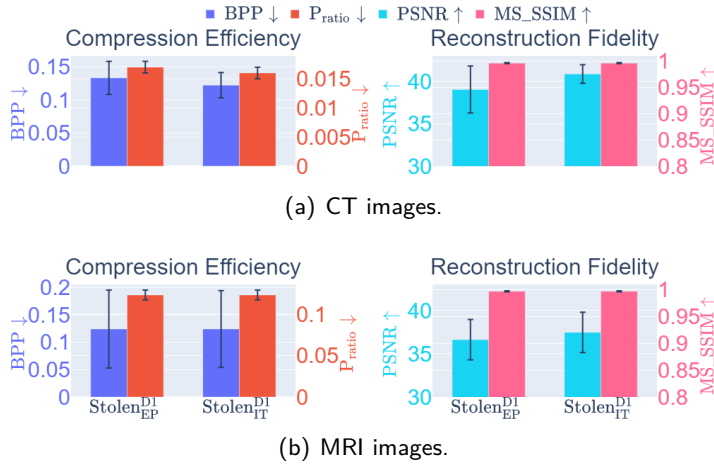 BPP ↓ P_ratio ↓ PSNR ↑ MS_SSIM ↑
Compression Efficiency Reconstruction Fidelity
BPP ↓
0.15
0.1
0.05
0
P_ratio ↓
0.015
0.01
0.005
0
PSNR ↑
40
35
30
MS_SSIM ↑
1
0.95
0.9
0.85
0.8
(a) CT images.
Compression Efficiency Reconstruction Fidelity
BPP ↓
0.2
0.15
0.1
0.05
0
P_ratio ↓
0.1
0.05
0
PSNR ↑
40
35
30
MS_SSIM ↑
1
0.95
0.9
0.85
0.8
Stolen^D1_EP Stolen^D1_IT Stolen^D1_EP Stolen^D1_IT
(b) MRI images.